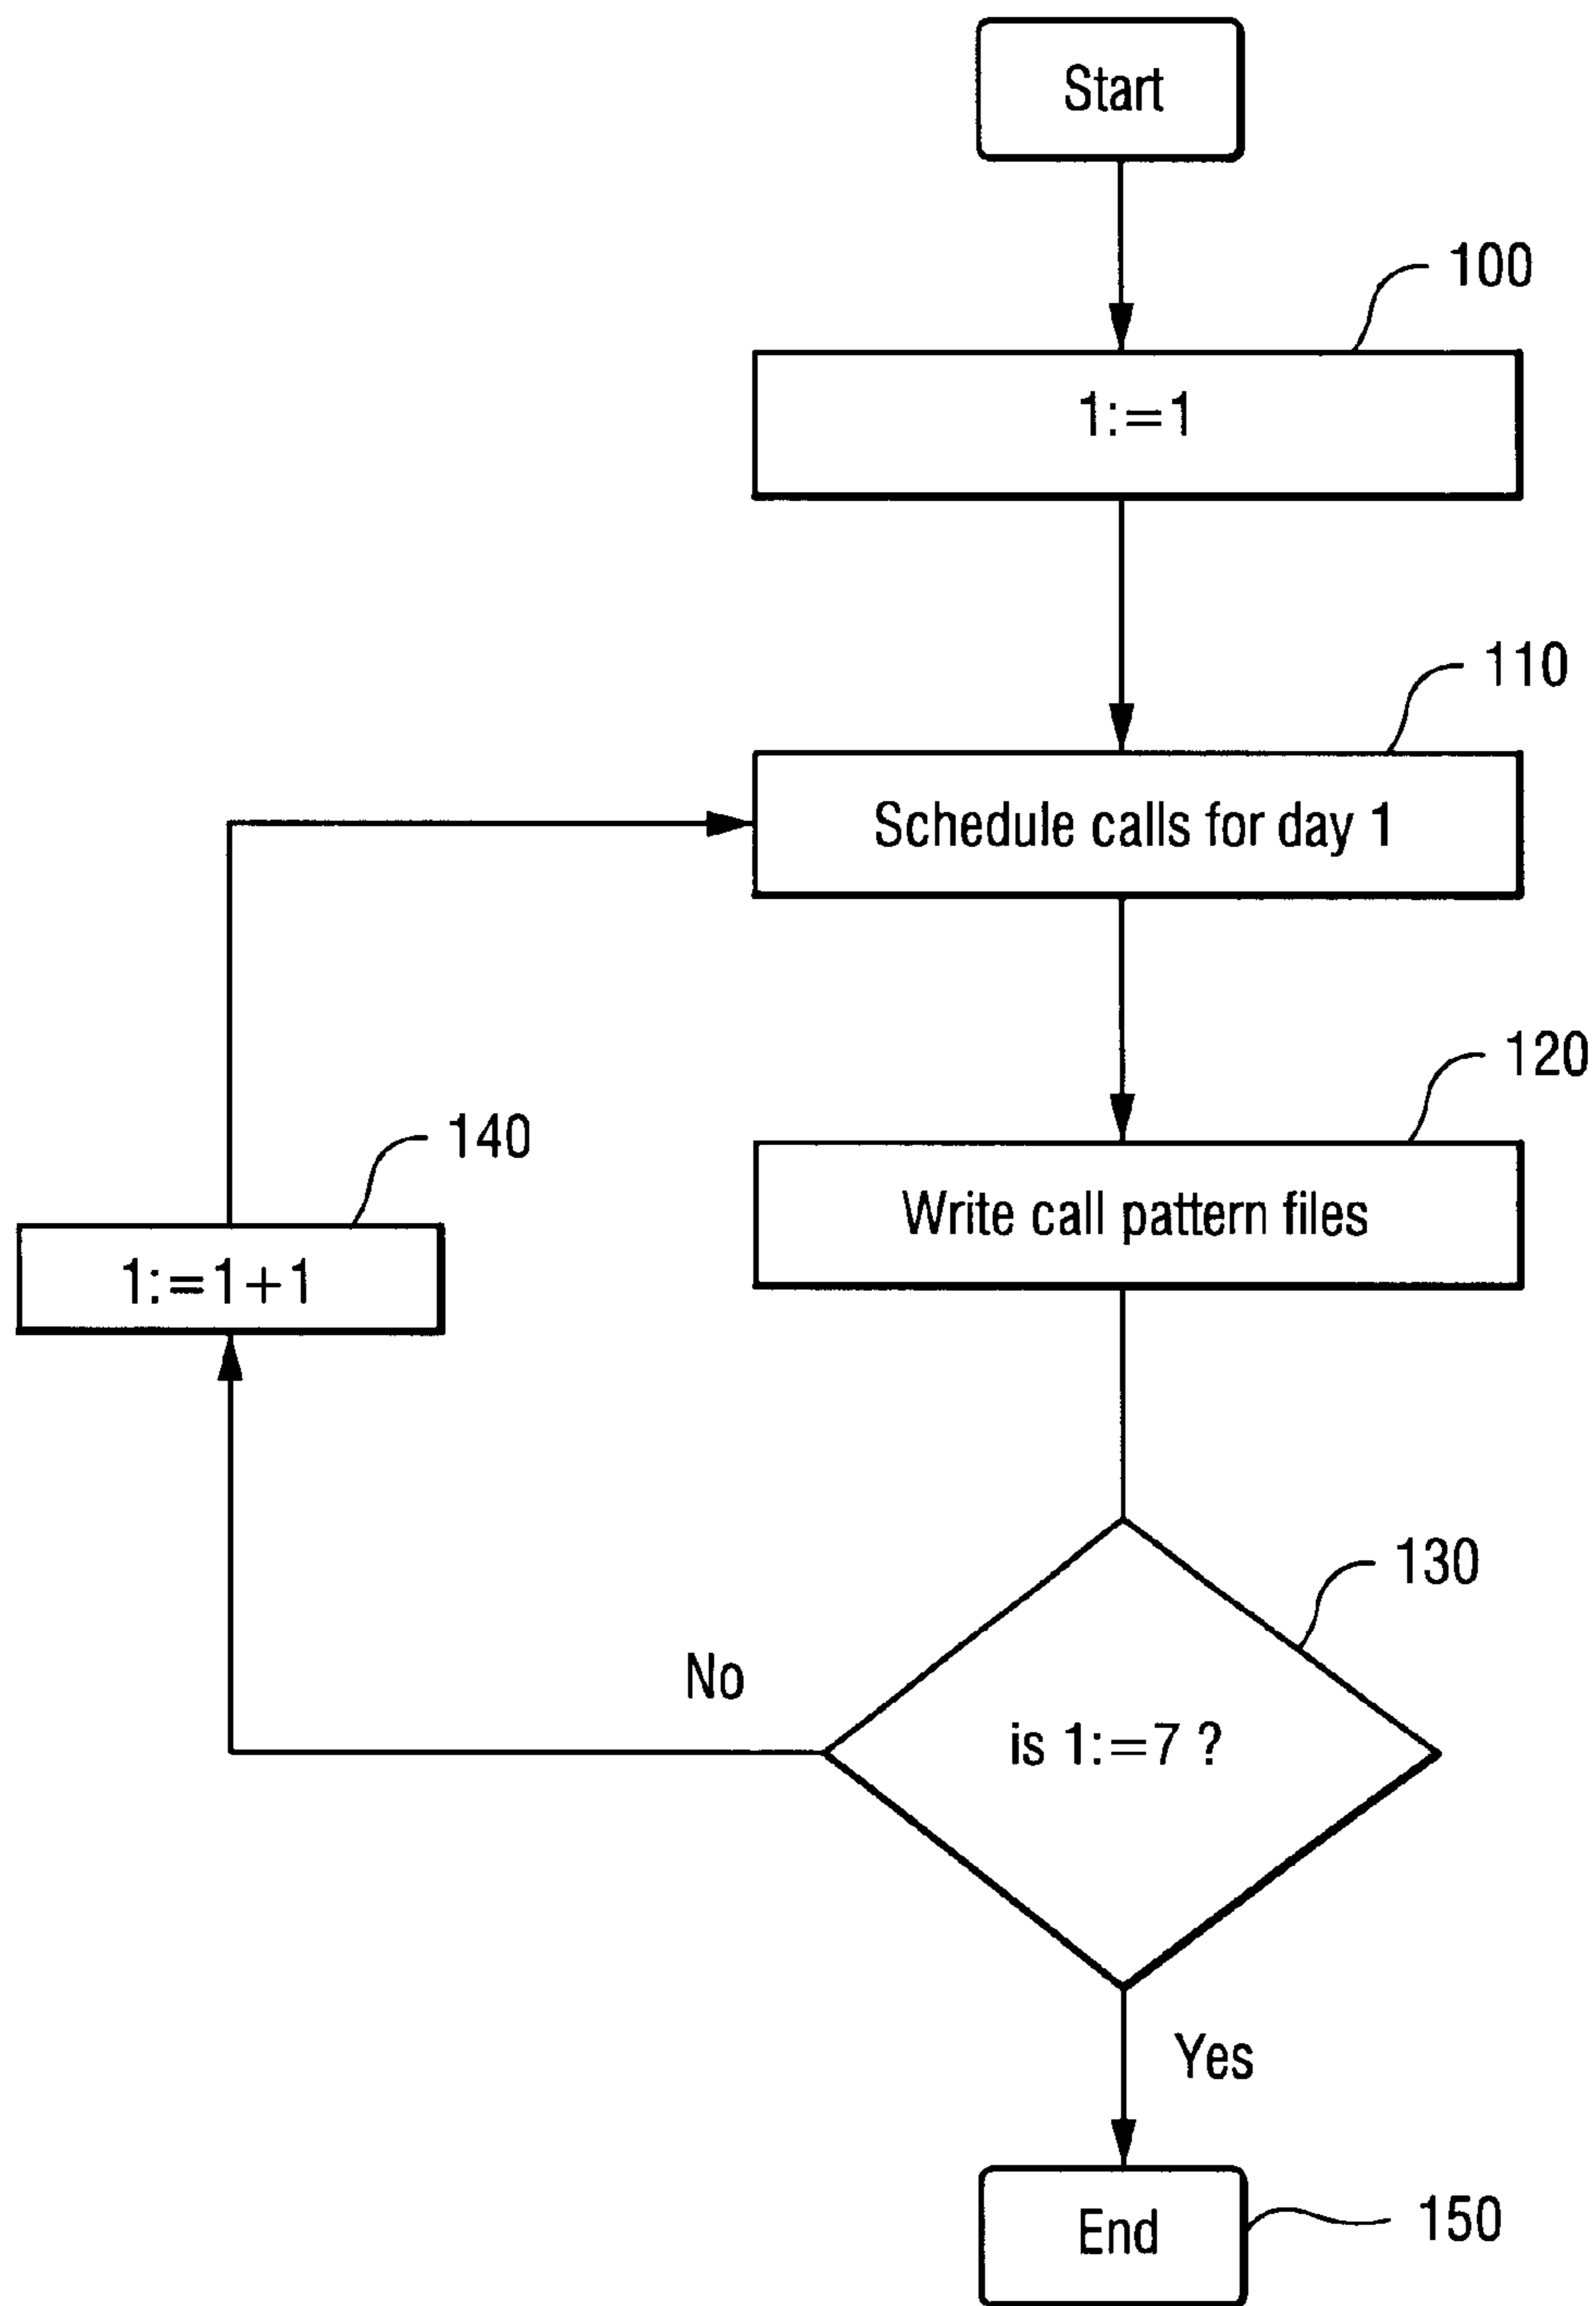 Start
100
1:=1
110
Schedule calls for day 1
120
Write call pattern files
140
1:=1+1
130
No
is 1:=7 ?
Yes
End
150